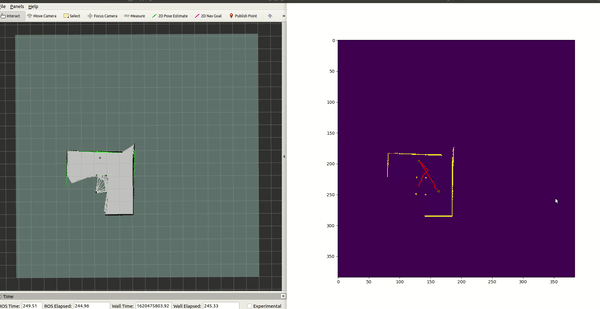 File Panels Help
Interact Move Camera Select Focus Camera Measure 2D Pose Estimate 2D Nav Goal Publish Point
0
50
100
150
200
250
300
350
0 50 100 150 200 250 300 350
Time
ROS Time: 249.51 ROS Elapsed: 244.96 Wall Time: 1620475803.92 Wall Elapsed: 245.33 Experimental